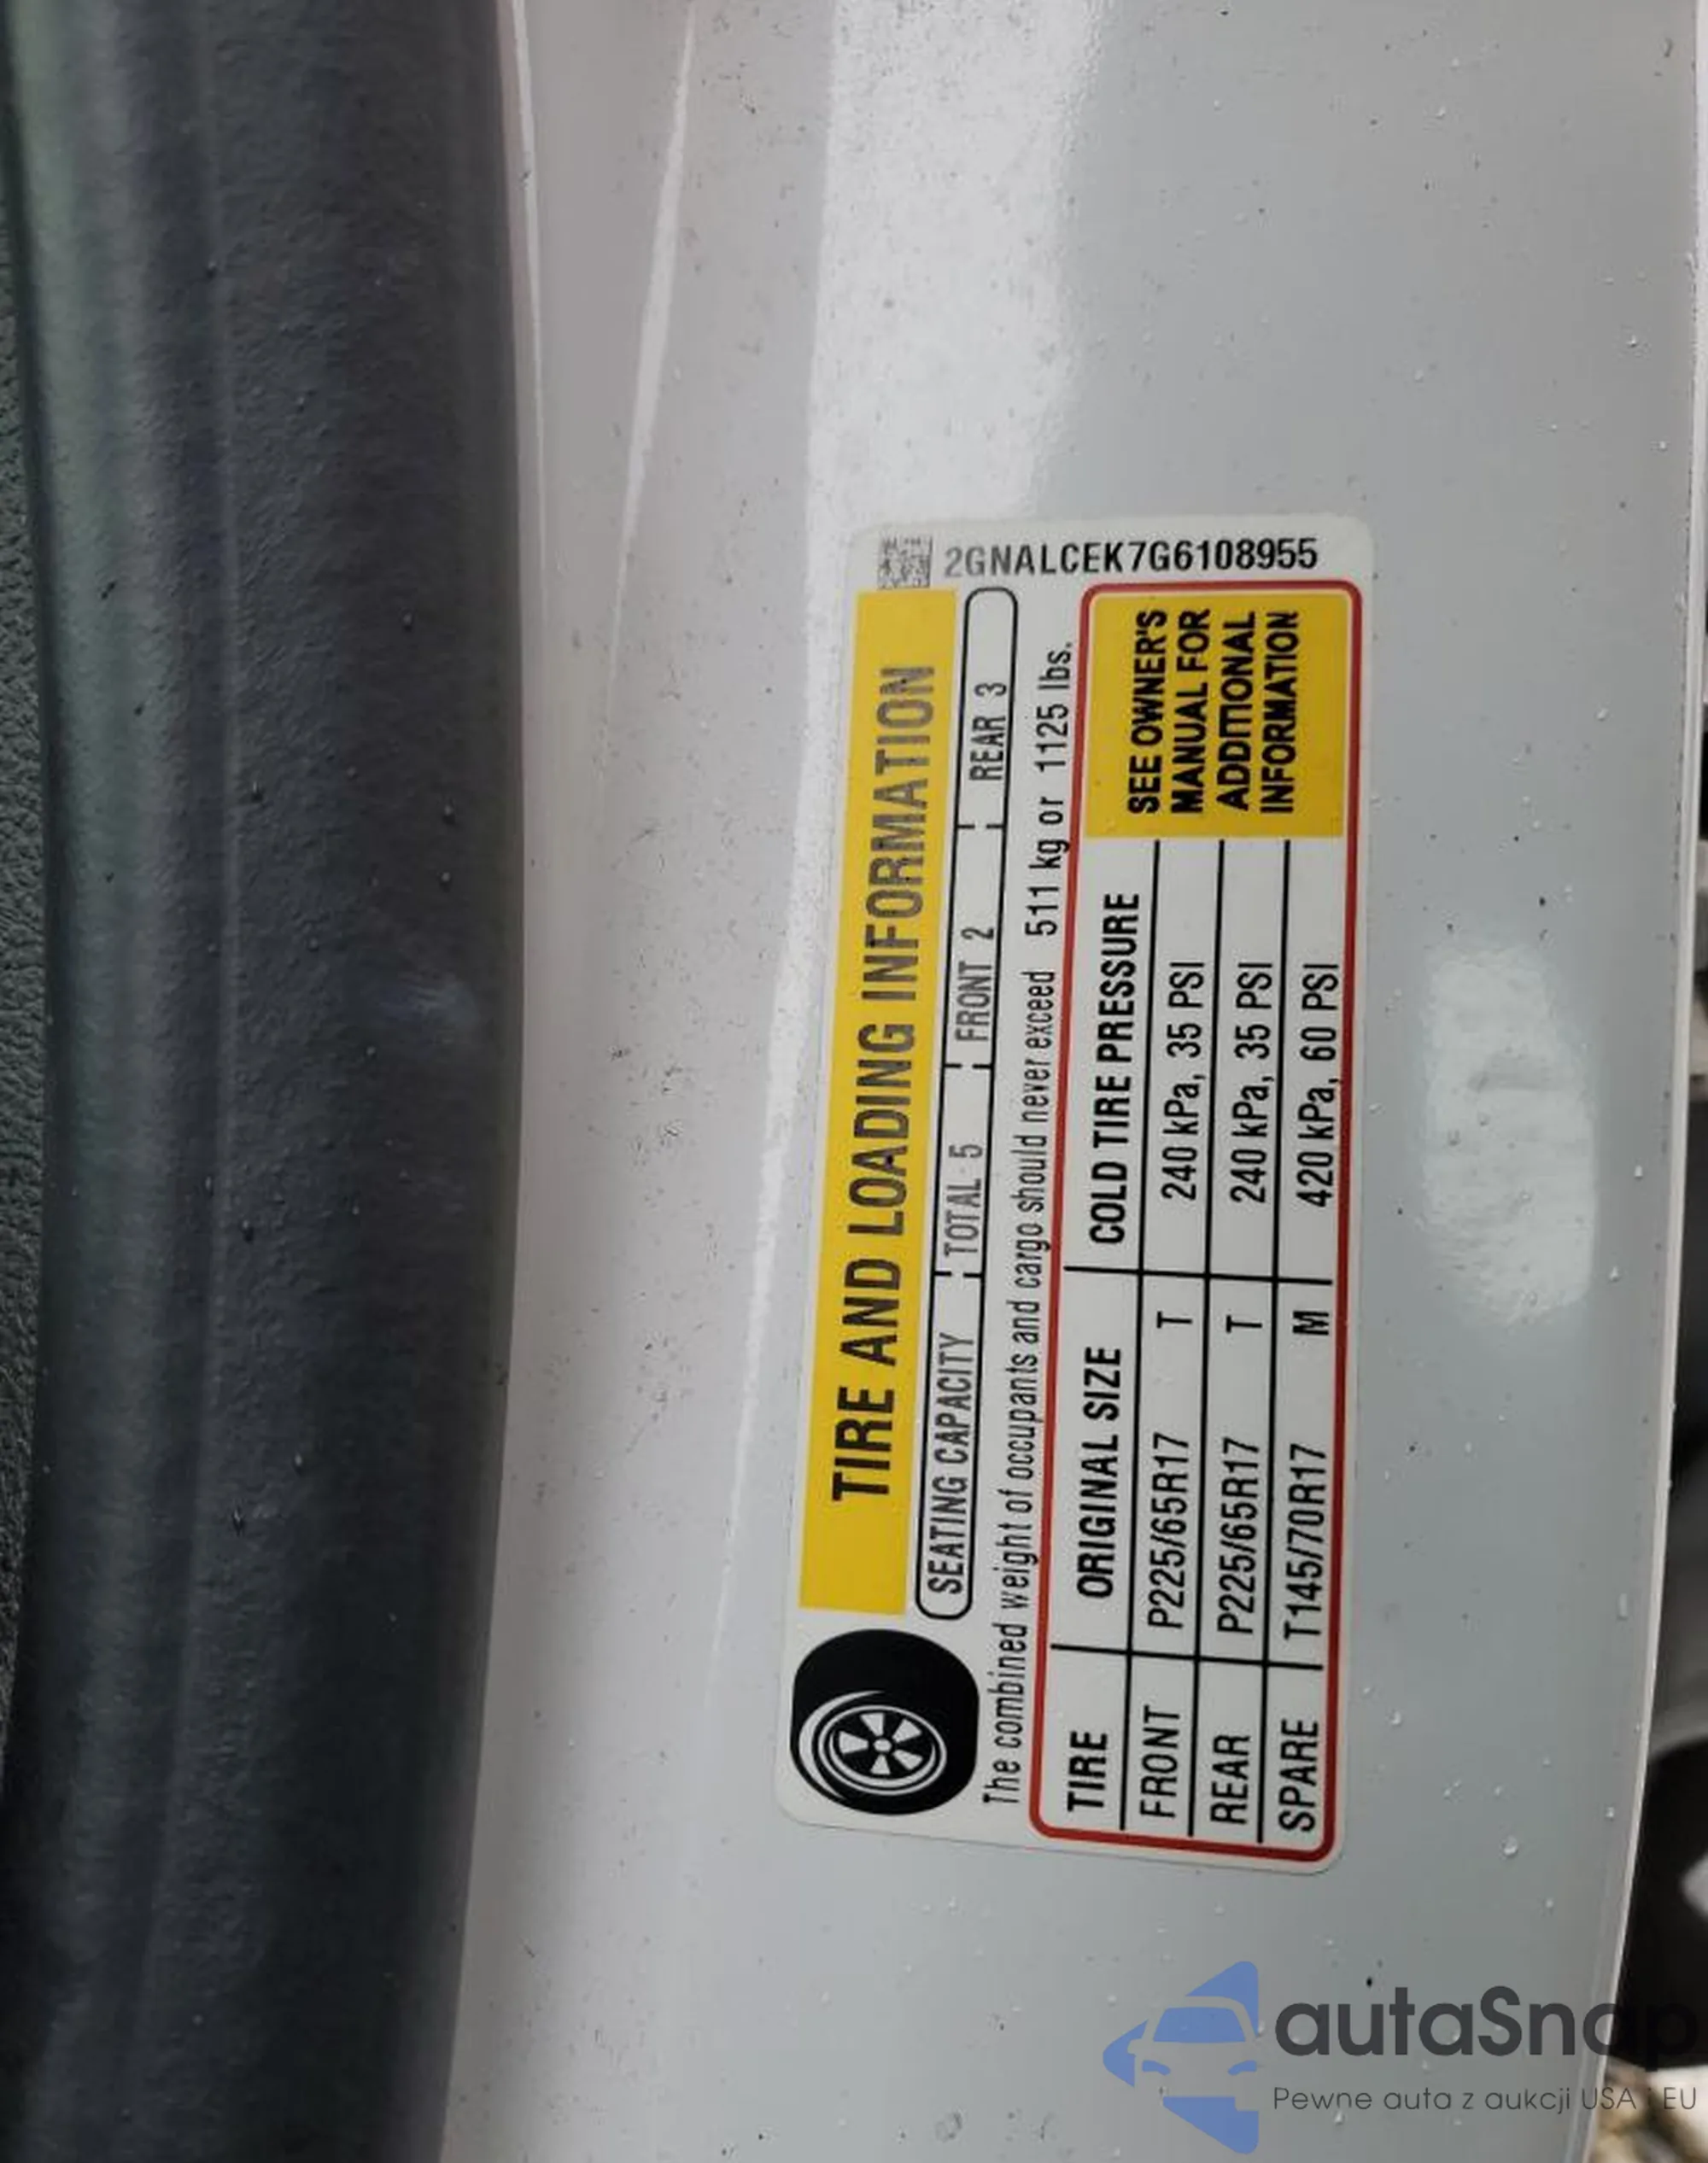 2GNALCEK7G6108955
TIRE AND LOADING INFORMATION
SEATING CAPACITY TOTAL 5 FRONT 2 REAR 3
The combined weight of occupants and cargo should never exceed 511 kg or 1125 lbs.
TIRE ORIGINAL SIZE COLD TIRE PRESSURE
FRONT P225/65R17 T 240 kPa, 35 PSI
REAR P225/65R17 T 240 kPa, 35 PSI
SPARE T145/70R17 M 420 kPa, 60 PSI
SEE OWNER'S
MANUAL FOR
ADDITIONAL
INFORMATION
autaSnap
Pewne auta z aukcji USA i EU